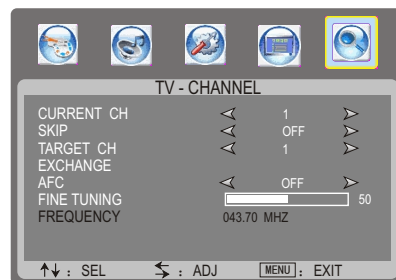 TV - CHANNEL
CURRENT CH 1
SKIP OFF
TARGET CH 1
EXCHANGE
AFC OFF
FINE TUNING 50
FREQUENCY 043.70 MHZ
: SEL : ADJ MENU : EXIT